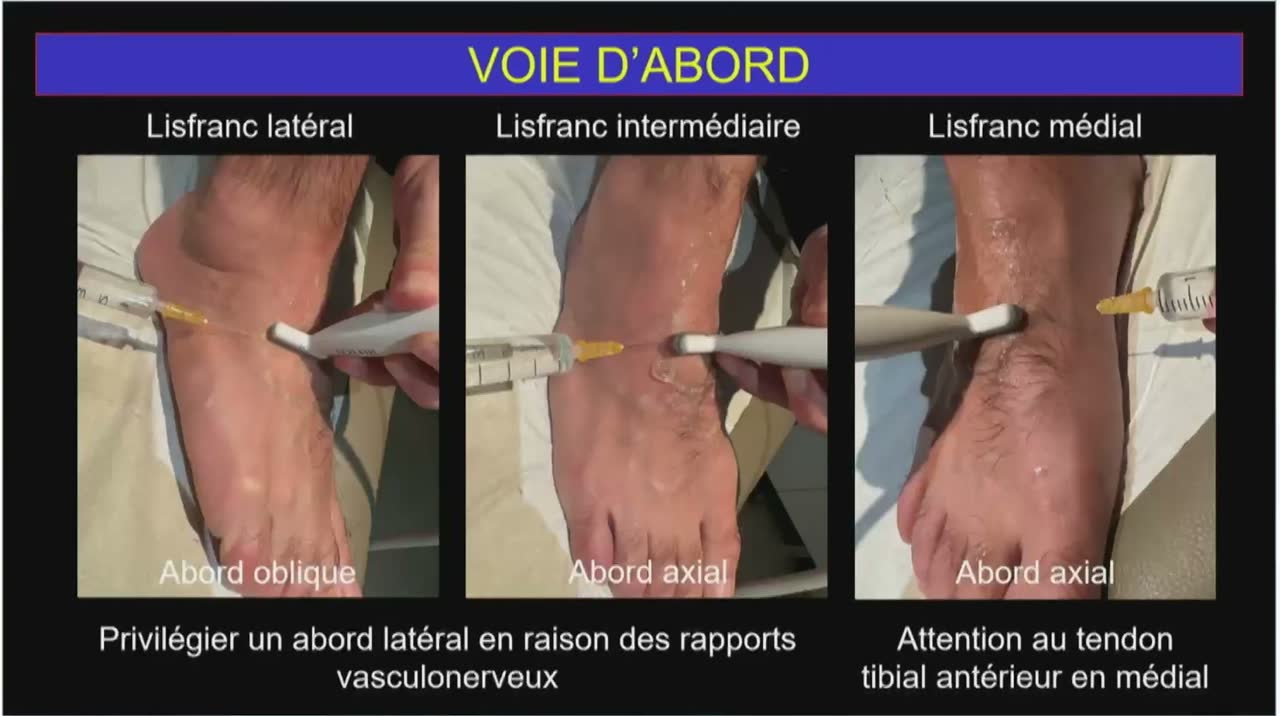 VOIE D'ABORD
Lisfranc latéral
Lisfranc intermédiaire
Lisfranc médial
Abord oblique
Abord axial
Abord axial
Privilégier un abord latéral en raison des rapports
vasculonerveux
Attention au tendon
tibial antérieur en médial